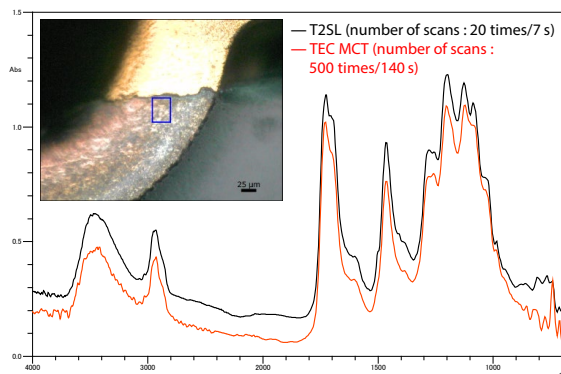 T2SL (number of scans : 20 times/7 s)
TEC MCT (number of scans :
500 times/140 s)
1.5
Abs
1.0
0.5
0.0
25 µm
4000
3000
2000
1500
1000